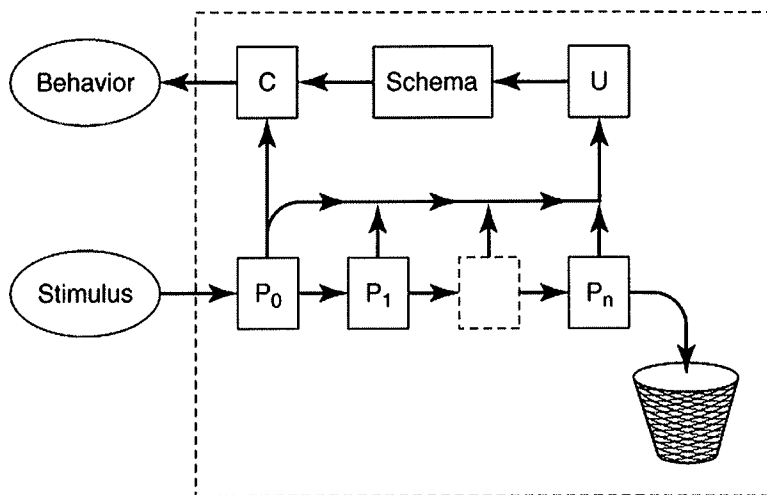 Behavior
C
Schema
U
Stimulus
P₀
P₁
Pₙ